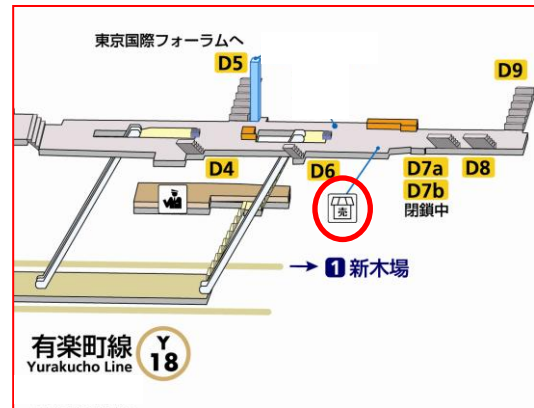 東京国際フォーラムへ
D5
D9
D4
D6
D7a
D8
D7b
閉鎖中
売
→ 1 新木場
有楽町線
Yurakucho Line
Y
18